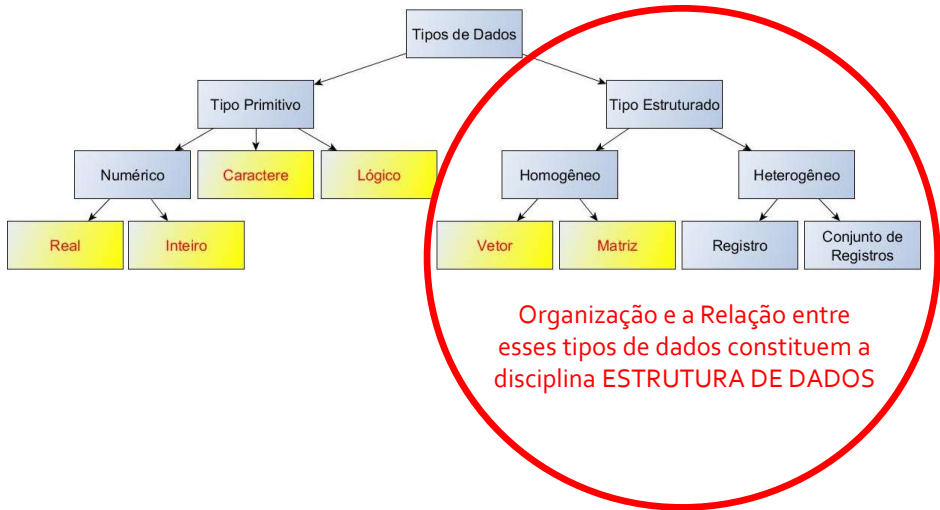 Tipos de Dados
Tipo Primitivo
Tipo Estruturado
Numérico
Caractere
Lógico
Homogêneo
Heterogêneo
Real
Inteiro
Vetor
Matriz
Registro
Conjunto de
Registros
Organização e a Relação entre
esses tipos de dados constituem a
disciplina ESTRUTURA DE DADOS